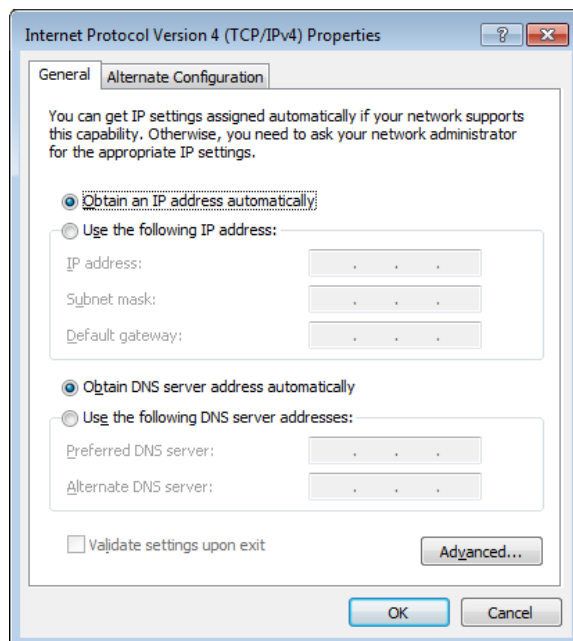 Internet Protocol Version 4 (TCP/IPv4) Properties
?
General
Alternate Configuration
You can get IP settings assigned automatically if your network supports
this capability. Otherwise, you need to ask your network administrator
for the appropriate IP settings.
Obtain an IP address automatically
Use the following IP address:
IP address:
Subnet mask:
Default gateway:
Obtain DNS server address automatically
Use the following DNS server addresses:
Preferred DNS server:
Alternate DNS server:
Validate settings upon exit
Advanced...
OK
Cancel